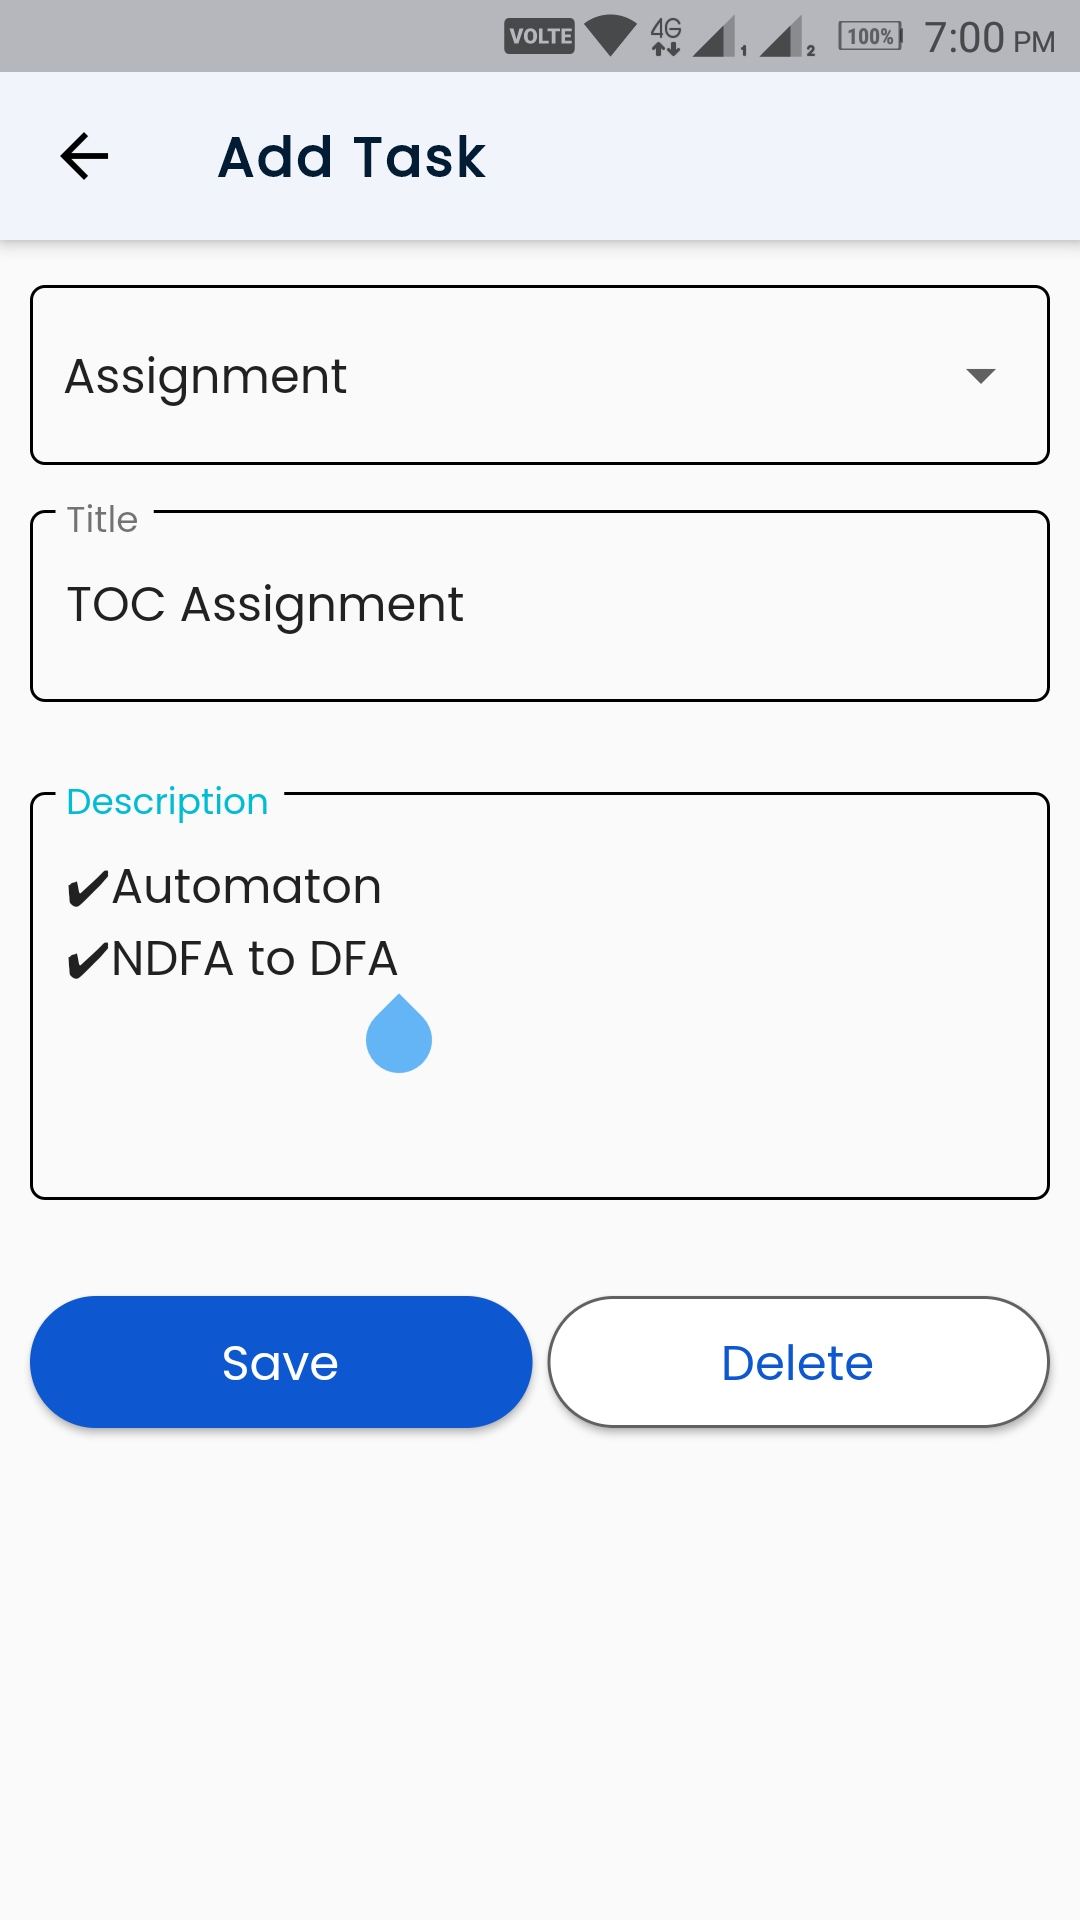 VOLTE 4G 1 2 100% 7:00 PM
Add Task
Assignment
Title
TOC Assignment
Description
✔Automaton
✔NDFA to DFA
Save Delete